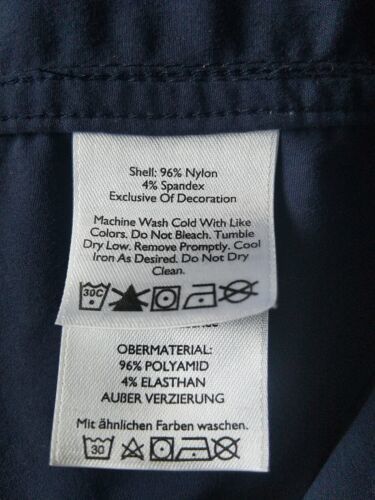 Shell: 96% Nylon
4% Spandex
Exclusive Of Decoration
Machine Wash Cold With Like
Colors. Do Not Bleach. Tumble
Dry Low. Remove Promptly. Cool
Iron As Desired. Do Not Dry
Clean.
30C
OBERMATERIAL:
96% POLYAMID
4% ELASTHAN
AUßER VERZIERUNG
Mit ähnlichen Farben waschen.
30